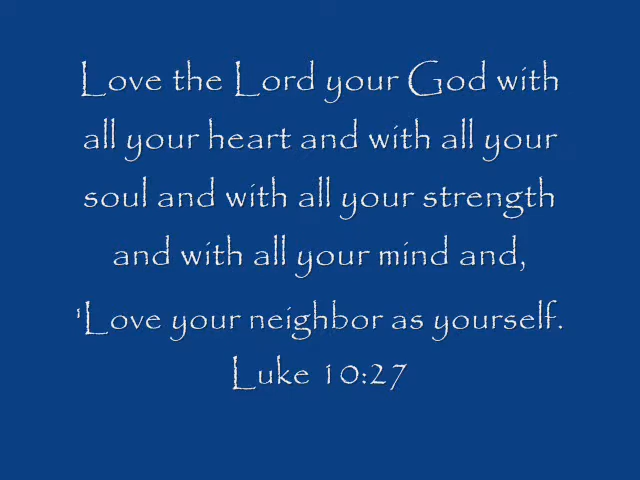 Love the Lord your God with
all your heart and with all your
soul and with all your strength
and with all your mind and,
'Love your neighbor as yourself.
Luke 10:27